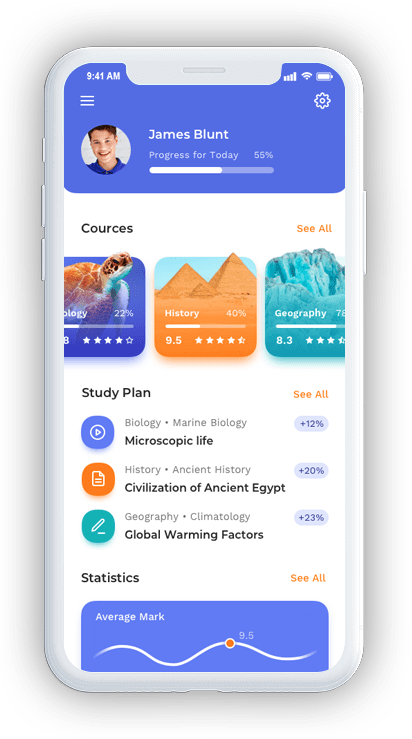 9:41 AM
James Blunt
Progress for Today 55%
Cources See All
ology 22%
8 
History 40%
9.5
Geography 78
8.3
Study Plan See All
Biology • Marine Biology +12%
Microscopic life
History • Ancient History +20%
Civilization of Ancient Egypt
Geography • Climatology +23%
Global Warming Factors
Statistics See All
Average Mark
9.5